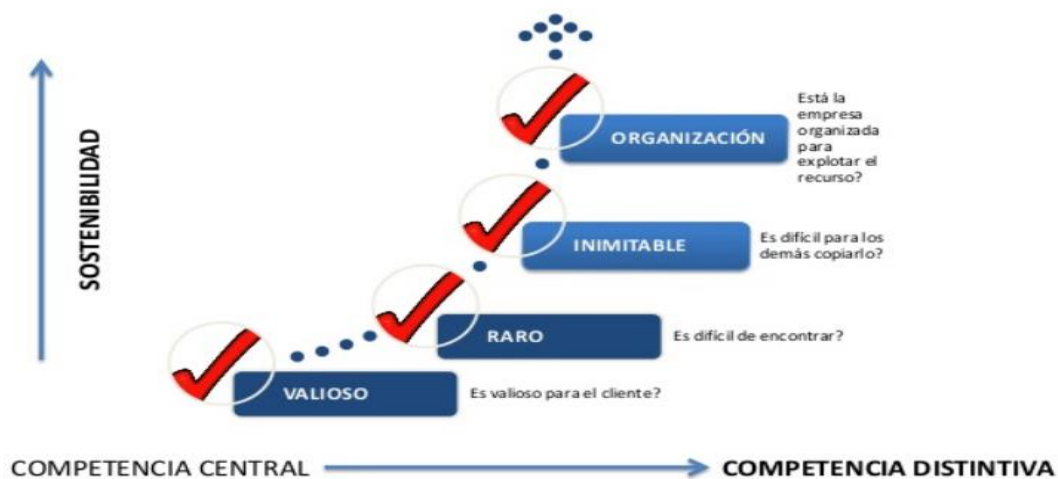 SOSTENIBILIDAD
ORGANIZACIÓN
Está la
empresa
organizada
para
explotar el
recurso?
INIMITABLE
Es difícil para los
demás copiarlo?
RARO
Es difícil de encontrar?
VALIOSO
Es valioso para el cliente?
COMPETENCIA CENTRAL
COMPETENCIA DISTINTIVA